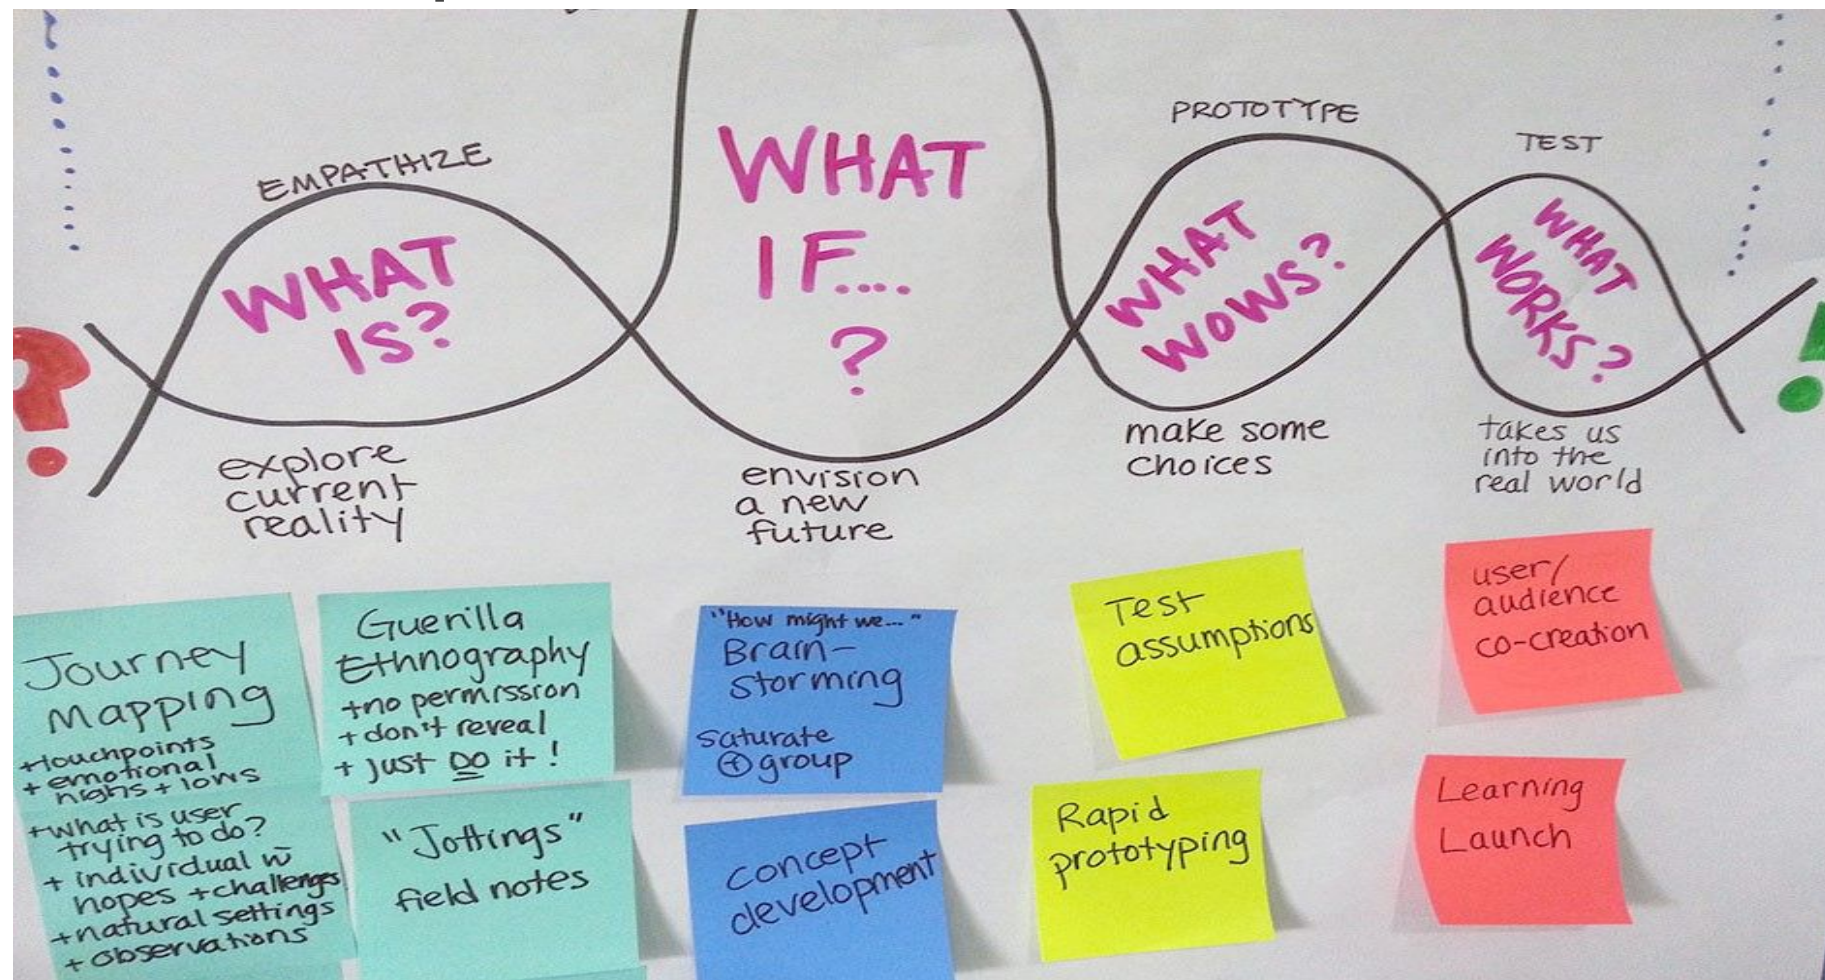 EMPATHIZE
WHAT
IS?
explore
current
reality
WHAT
IF....
?
envision
a new
future
PROTOTYPE
WHAT
WOWS?
make some
choices
TEST
WHAT
WORKS?
takes us
into the
real world
?
!
Journey
Mapping
+touchpoints
+ emotional
highs + lows
+what is user
trying to do?
+ individual w̄
hopes + challenges
+natural settings
+ observations
Guerilla
Ethnography
+no permission
+ don't reveal
+ just DO it!
"Jottings"
field notes
"How might we..."
Brain-
storming
saturate
+ group
concept
development
Test
assumptions
Rapid
prototyping
user/
audience
co-creation
Learning
Launch